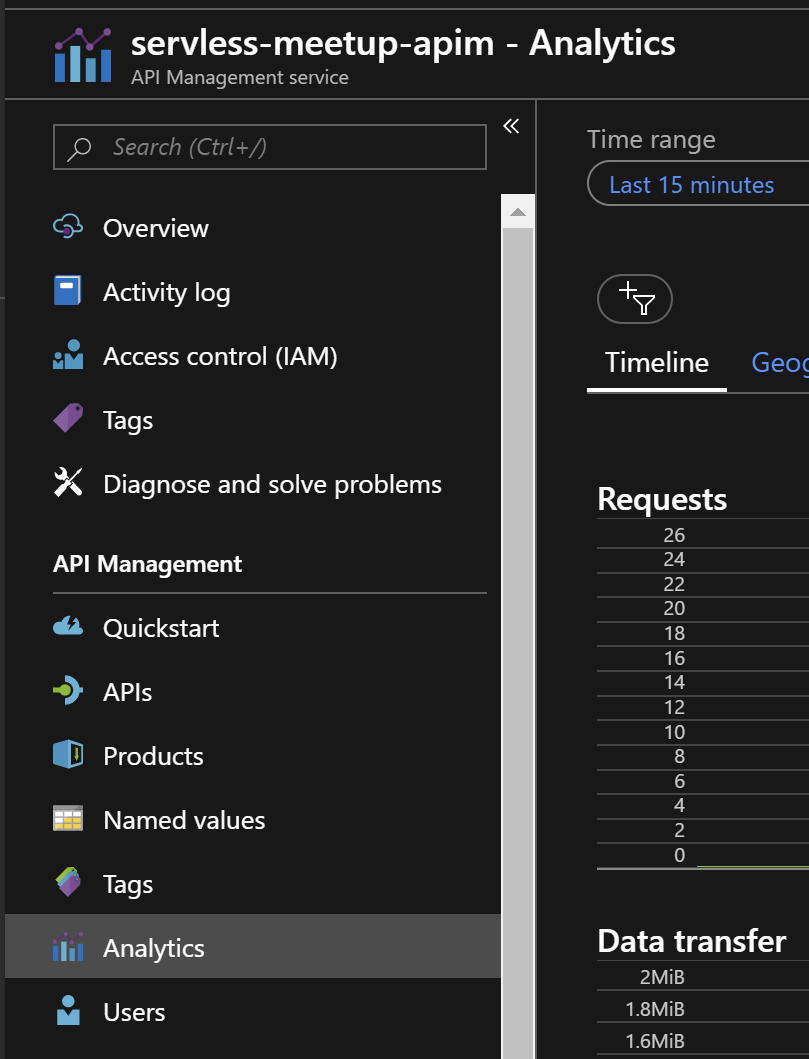 servless-meetup-apim - Analytics
API Management service
Search (Ctrl+/)
Overview
Activity log
Access control (IAM)
Tags
Diagnose and solve problems
API Management
Quickstart
APIs
Products
Named values
Tags
Analytics
Users
Time range
Last 15 minutes
Timeline Geog
Requests
26
24
22
20
18
16
14
12
10
8
6
4
2
0
Data transfer
2MiB
1.8MiB
1.6MiB